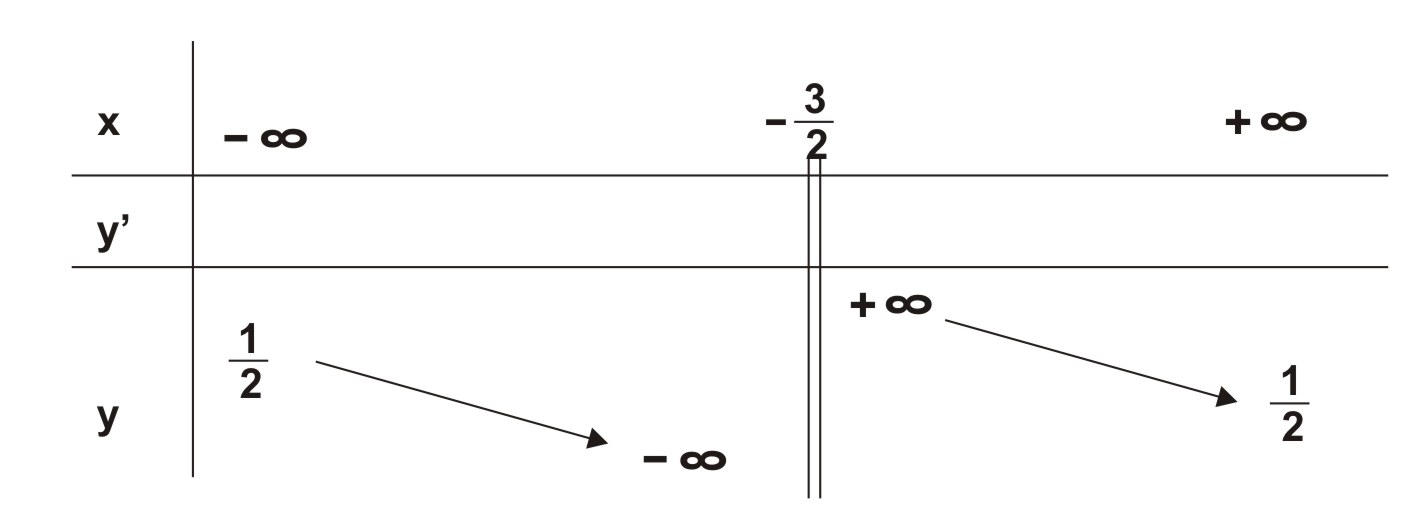 x − ∞ − 3/2 + ∞
y’
y 1/2 − ∞ + ∞ 1/2